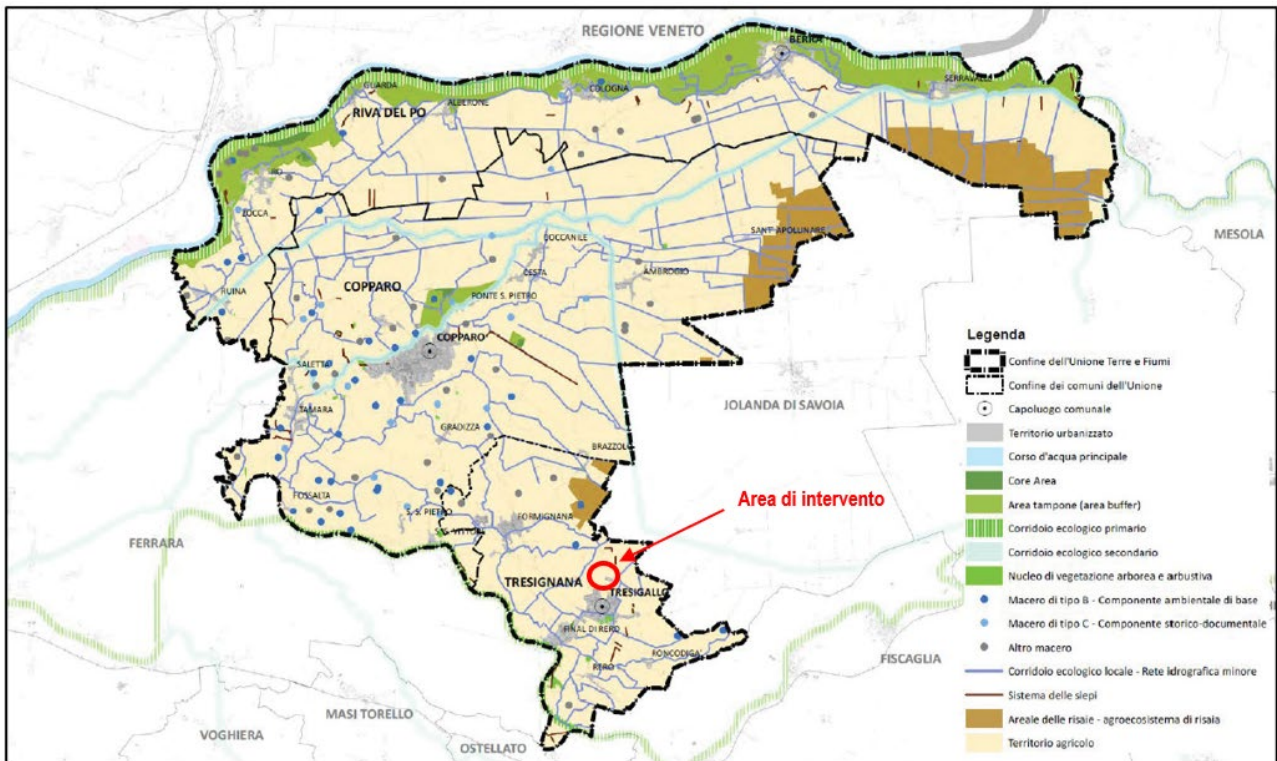 REGIONE VENETO
BERRA
SERRAVALLE
GUARDA
COLOGNA
ALBERONE
RIVA DEL PO
RO
ZOCCA
MESOLA
SANT'APOLLINARE
COCCANILE
RUINA
CESTA
AMBROGIO
COPPARO
PONTE S. PIETRO
COPPARO
SALETTA
TAMARA
JOLANDA DI SAVOIA
GRADIZZA
BRAZZOLO
FOSSALTA
Area di intervento
S. S. PIETRO
FORMIGNANA
FERRARA
TRESIGNANA
TRESIGALLO
FINAL DI RERO
RONCODIGÀ
RERO
FISCAGLIA
MASI TORELLO
VOGHIERA
OSTELLATO
Legenda
Confine dell'Unione Terre e Fiumi
Confine dei comuni dell'Unione
Capoluogo comunale
Territorio urbanizzato
Corso d'acqua principale
Core Area
Area tampone (area buffer)
Corridoio ecologico primario
Corridoio ecologico secondario
Nucleo di vegetazione arborea e arbustiva
Macero di tipo B - Componente ambientale di base
Macero di tipo C - Componente storico-documentale
Altro macero
Corridoio ecologico locale - Rete idrografica minore
Sistema delle siepi
Areale delle risaie - agroecosistema di risaia
Territorio agricolo